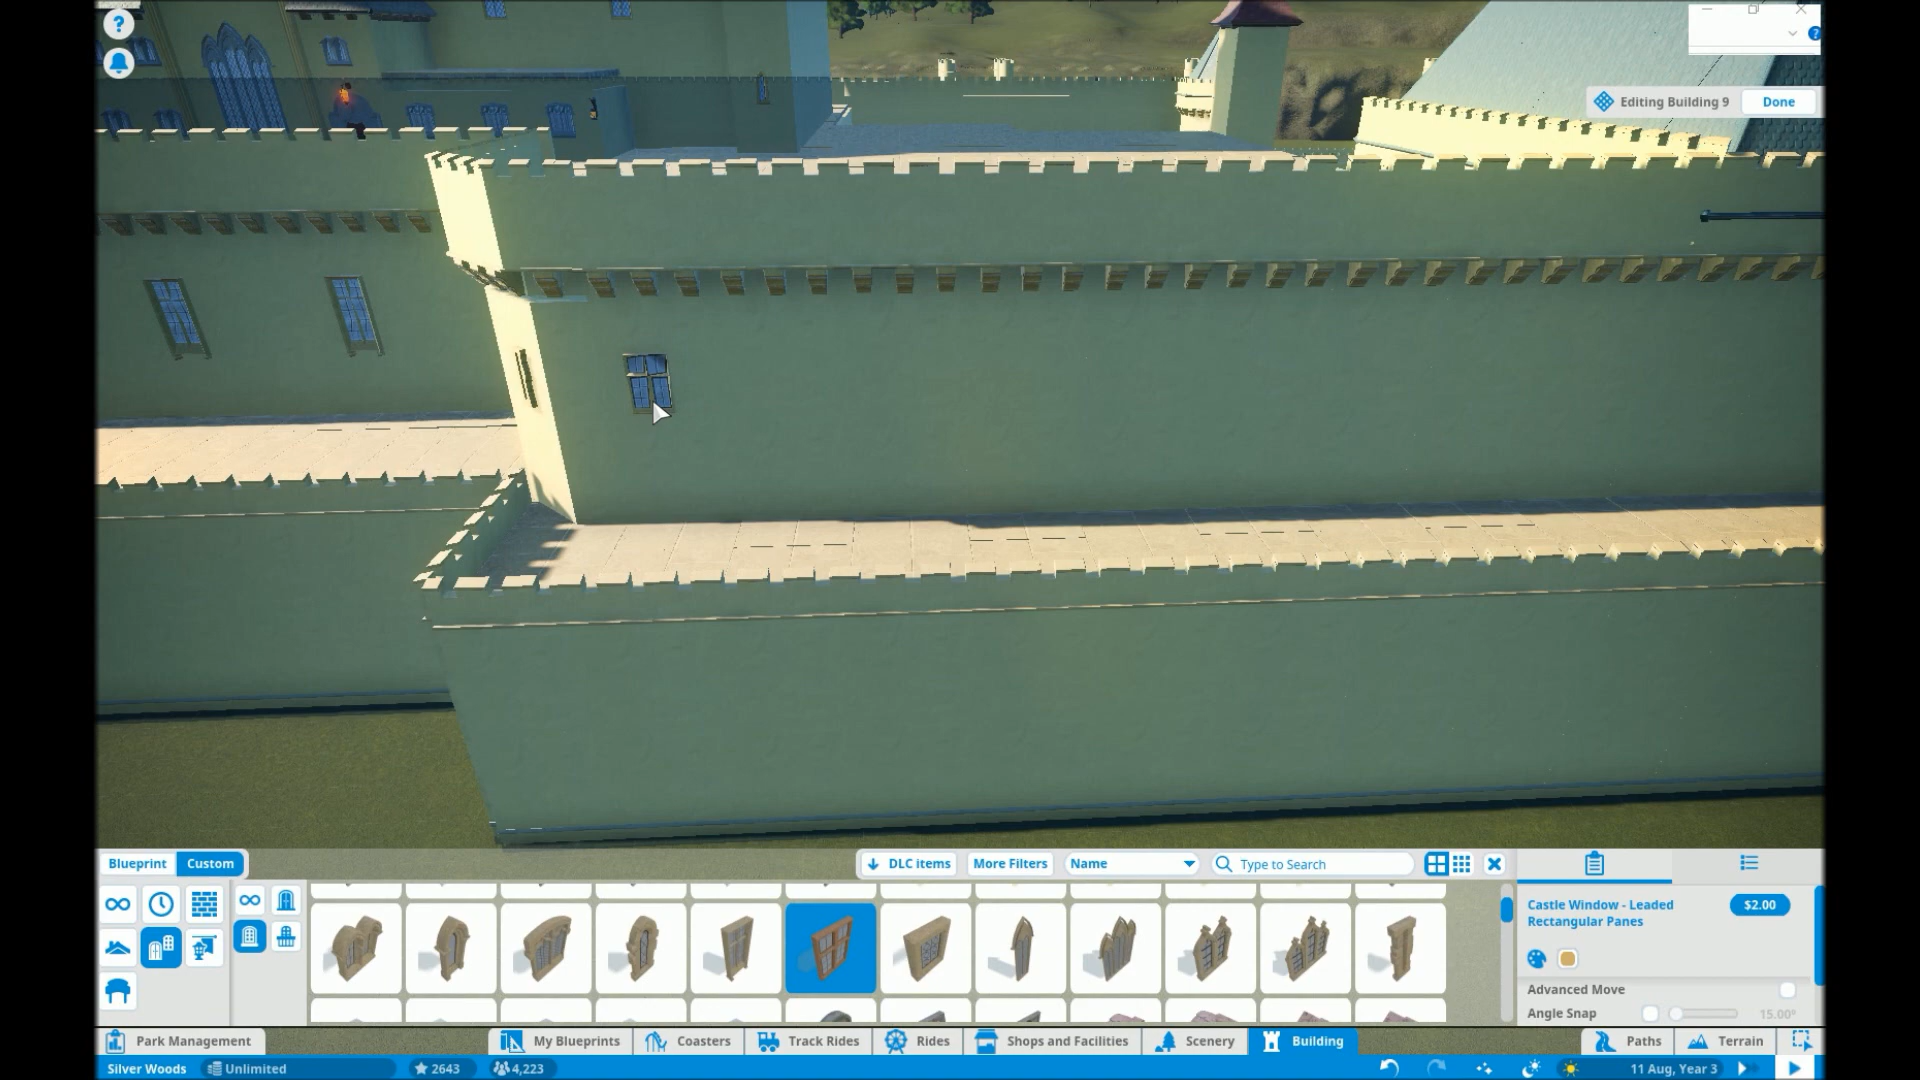 ?
Editing Building 9 Done
Blueprint Custom
DLC items More Filters Name Type to Search
Castle Window - Leaded
Rectangular Panes
$2.00
Advanced Move
Angle Snap 15.00°
Park Management My Blueprints Coasters Track Rides Rides Shops and Facilities Scenery Building Paths Terrain
Silver Woods Unlimited 2643 4,223 11 Aug, Year 3